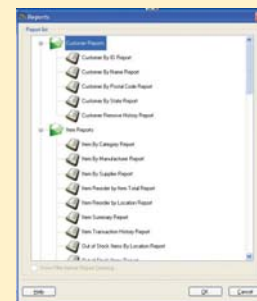 Reports
Report list
Customer Reports
Customer By ID Report
Customer By Name Report
Customer By Postal Code Report
Customer By State Report
Customer Remove History Report
Item Reports
Item By Category Report
Item By Manufacturer Report
Item By Supplier Report
Item Reorder by Item Total Report
Item Reorder by Location Report
Item Summary Report
Item Transaction History Report
Out of Stock Items By Location Report
Help
OK
Cancel